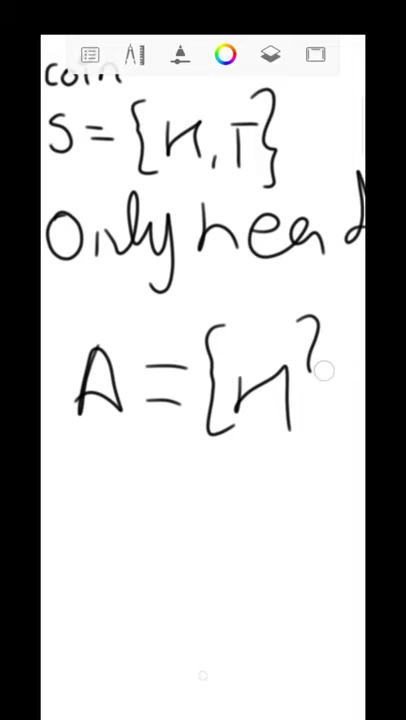 coin
S = {H, T}
Only head
A = {H